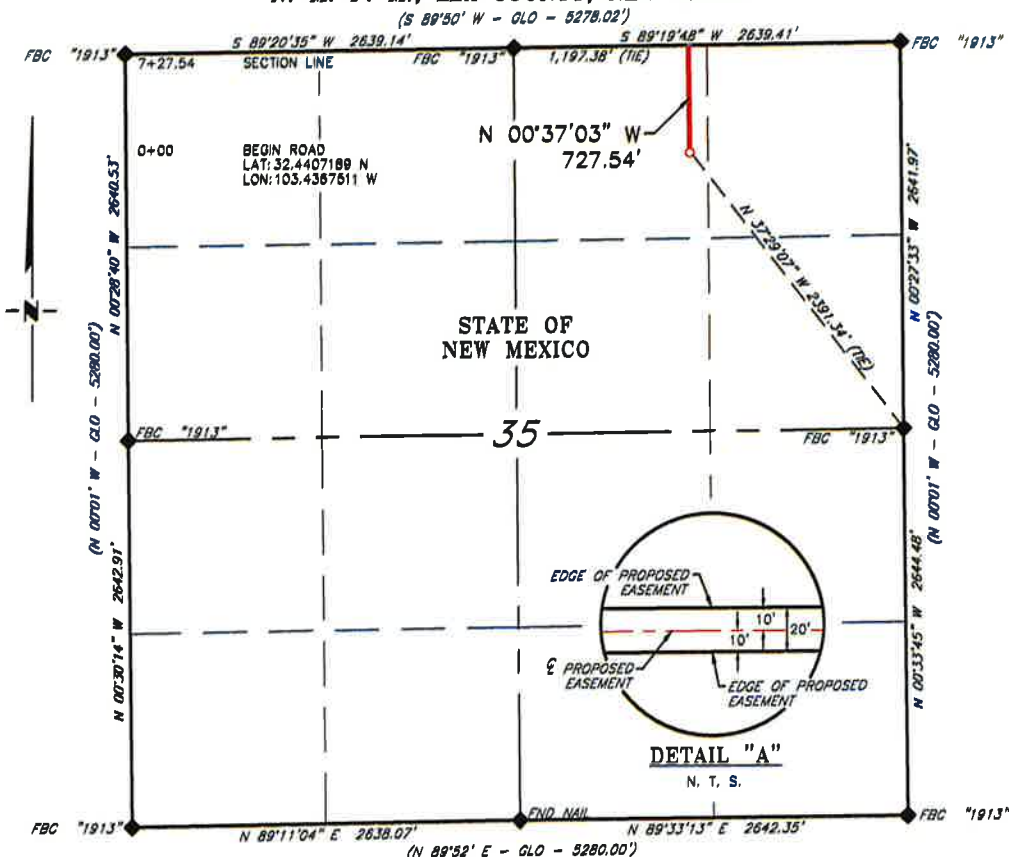 (S 89°50' W - GLO - 5278.02')
S 89°20'35" W 2639.14'
S 89°19'48" W 2639.41'
FBC "1913"
7+27.54 SECTION LINE
FBC "1913"
1,197.38' (TIE)
FBC "1913"
N 00°37'03" W
727.54'
0+00 BEGIN ROAD
LAT: 32.4407189 N
LON: 103.4367511 W
N 00°28'40" W 2640.53'
N 00°27'33" W 2641.97'
N 37°29'07" W 2391.34' (TIE)
-N-
STATE OF
NEW MEXICO
(N 00°01' W - GLO - 5280.00')
(N 00°01' W - GLO - 5280.00')
FBC "1913"
35
FBC "1913"
N 00°30'14" W 2642.91'
N 00°33'45" W 2644.48'
EDGE OF PROPOSED
EASEMENT
10'
10'
20'
℄ PROPOSED
EASEMENT
EDGE OF PROPOSED
EASEMENT
DETAIL "A"
N. T. S.
FBC "1913"
FND NAIL
FBC "1913"
N 89°11'04" E 2638.07'
N 89°33'13" E 2642.35'
(N 89°52' E - GLO - 5280.00')